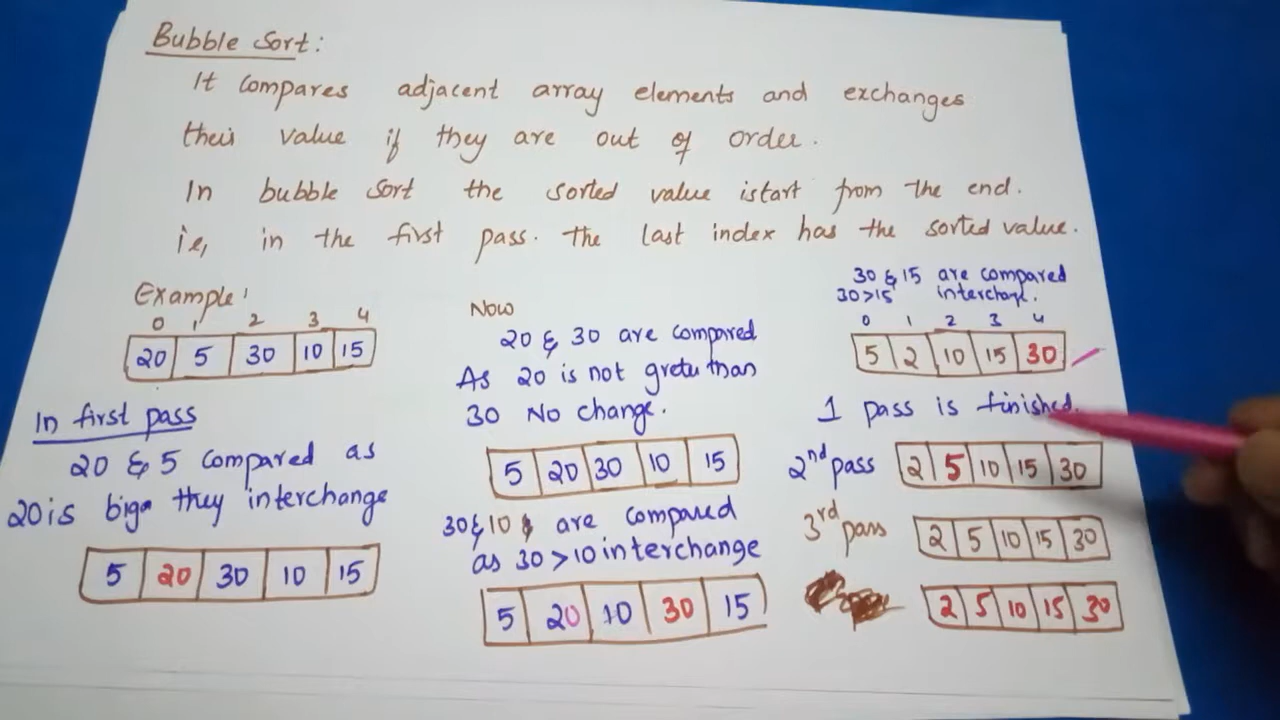 Bubble Sort:
It compares adjacent array elements and exchanges
their value if they are out of order.
In bubble sort the sorted value istart from the end.
ie, in the first pass. the last index has the sorted value.
Example:
0 1 2 3 4
20 5 30 10 15
In first pass
20 & 5 compared as
20 is big they interchange
5 20 30 10 15
Now
20 & 30 are compared
As 20 is not greter than
30 No change.
5 20 30 10 15
30 & 10 are compared
as 30 > 10 interchange
5 20 10 30 15
30 & 15 are compared
30 > 15 interchange.
0 1 2 3 4
5 2 10 15 30
1 pass is finished.
2nd pass 2 5 10 15 30
3rd pass 2 5 10 15 30
2 5 10 15 30